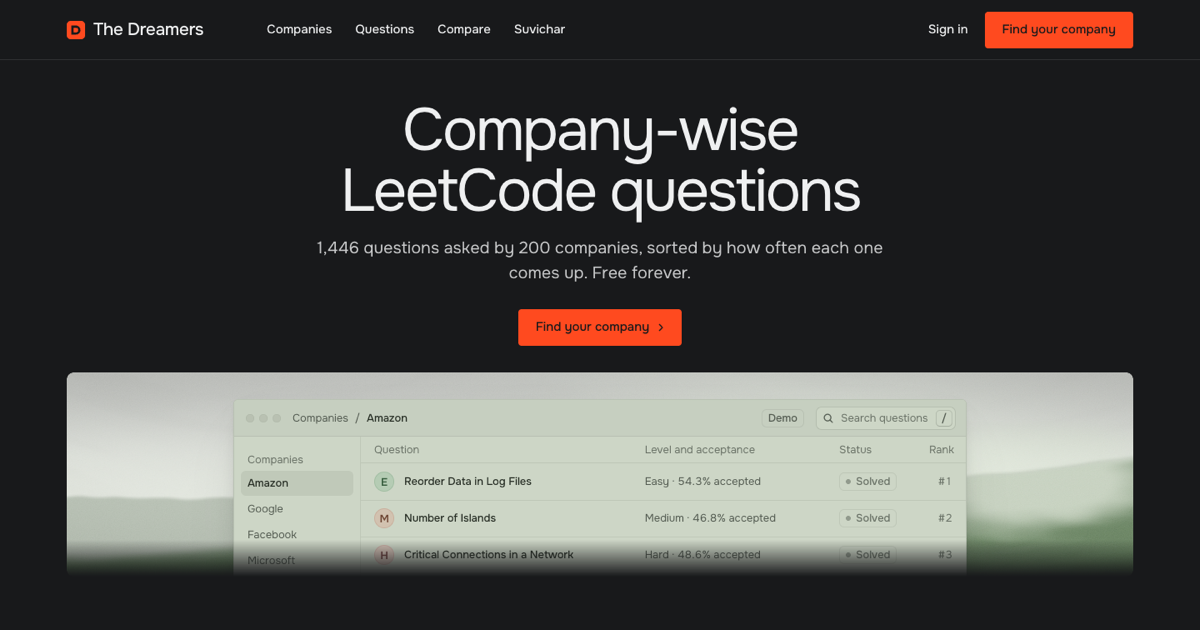 D The Dreamers
Companies Questions Compare Suvichar
Sign in
Find your company
Company-wise
LeetCode questions
1,446 questions asked by 200 companies, sorted by how often each one
comes up. Free forever.
Find your company ›
Companies / Amazon
Demo
Search questions /
Companies
Amazon
Google
Facebook
Microsoft
Question Level and acceptance Status Rank
E Reorder Data in Log Files Easy · 54.3% accepted Solved #1
M Number of Islands Medium · 46.8% accepted Solved #2
H Critical Connections in a Network Hard · 48.6% accepted Solved #3